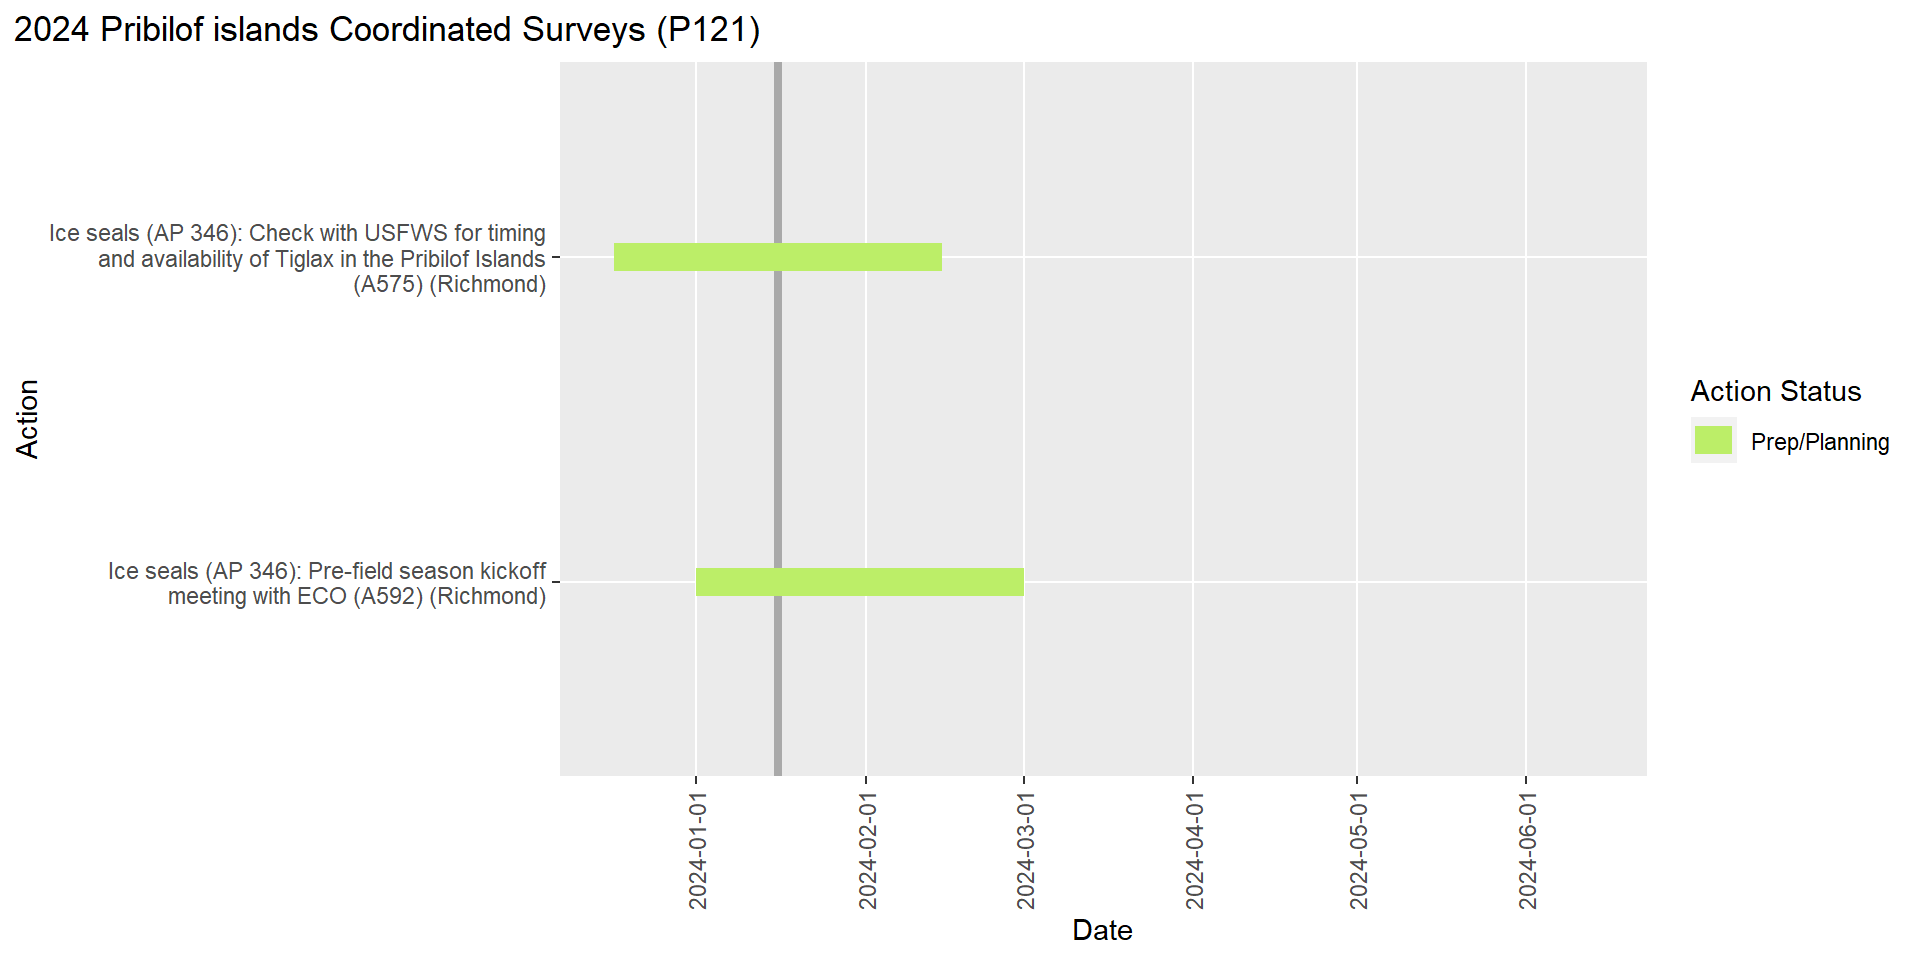 2024 Pribilof islands Coordinated Surveys (P121)
Ice seals (AP 346): Check with USFWS for timing
and availability of Tiglax in the Pribilof Islands
(A575) (Richmond)
Ice seals (AP 346): Pre-field season kickoff
meeting with ECO (A592) (Richmond)
Action
2024-01-01
2024-02-01
2024-03-01
2024-04-01
2024-05-01
2024-06-01
Date
Action Status
Prep/Planning